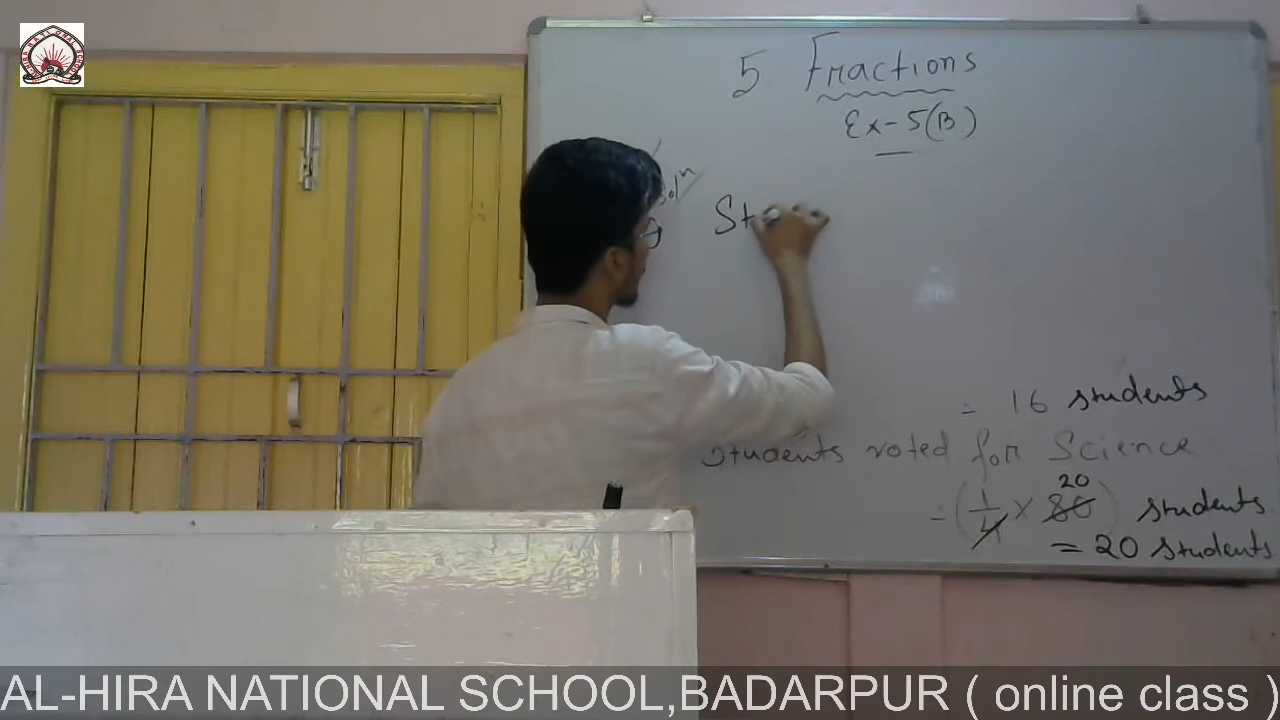 5 Fractions
Ex-5(B)
Solⁿ
St
= 16 students
Students voted for Science
= (1/4 × 80) students
20
= 20 students
AL-HIRA NATIONAL SCHOOL,BADARPUR ( online class )